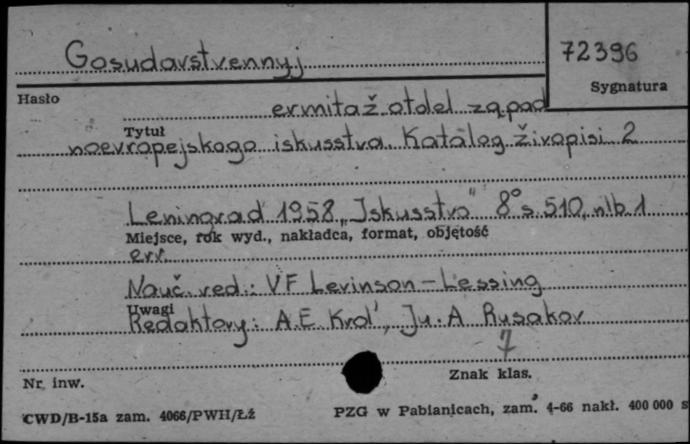 Gosudarstvennyj
72396
Sygnatura
Hasło
ermitaž otdel zapad
Tytuł
noevropejskogo iskusstva. Katalog živopisi 2
Leningrad 1958 „Iskusstvo" 8° s. 510, nlb. 1
Miejsce, rok wyd., nakładca, format, objętość
err.
Nauč. red.: VF Levinson-Lessing
Uwagi
Redaktory: A.E. Krol', Ju. A Rusakov
7
Nr inw.
Znak klas.
CWD/B-15a zam. 4066/PWH/Łź
PZG w Pabianicach, zam. 4-66 nakł. 400 000 s